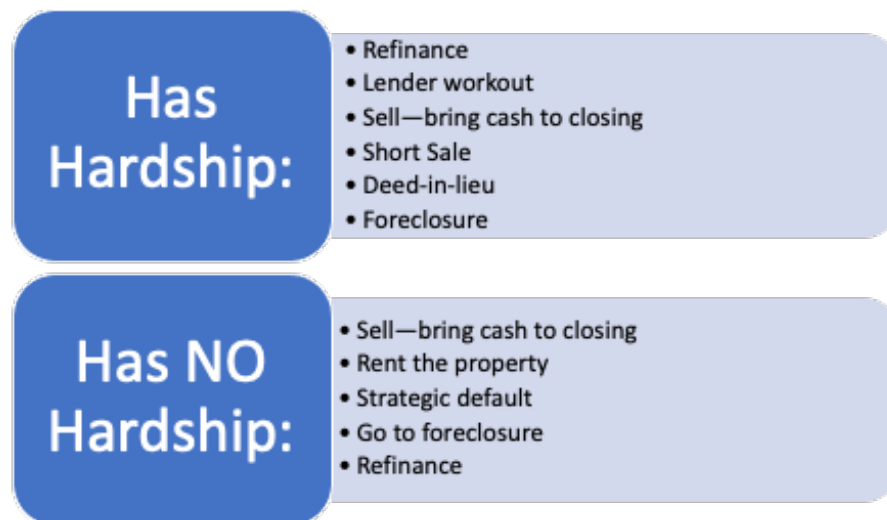 Has
Hardship:
• Refinance
• Lender workout
• Sell—bring cash to closing
• Short Sale
• Deed-in-lieu
• Foreclosure
Has NO
Hardship:
• Sell—bring cash to closing
• Rent the property
• Strategic default
• Go to foreclosure
• Refinance